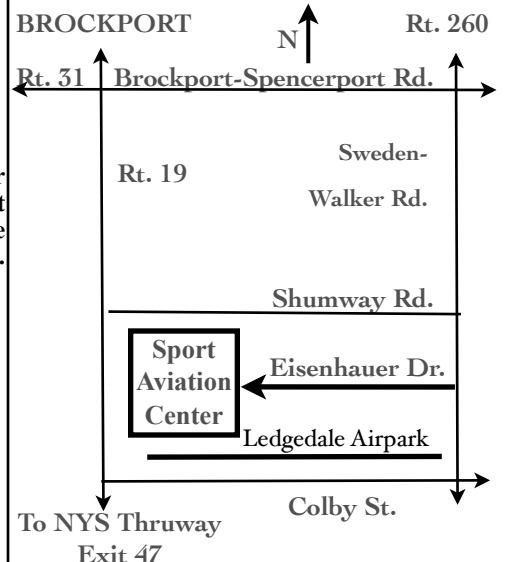 BROCKPORT
N
Rt. 260
Rt. 31
Brockport-Spencerport Rd.
Rt. 19
Sweden-
Walker Rd.
r
t
e
.
Shumway Rd.
Sport
Aviation
Center
Eisenhauer Dr.
Ledgedale Airpark
Colby St.
To NYS Thruway
Exit 47